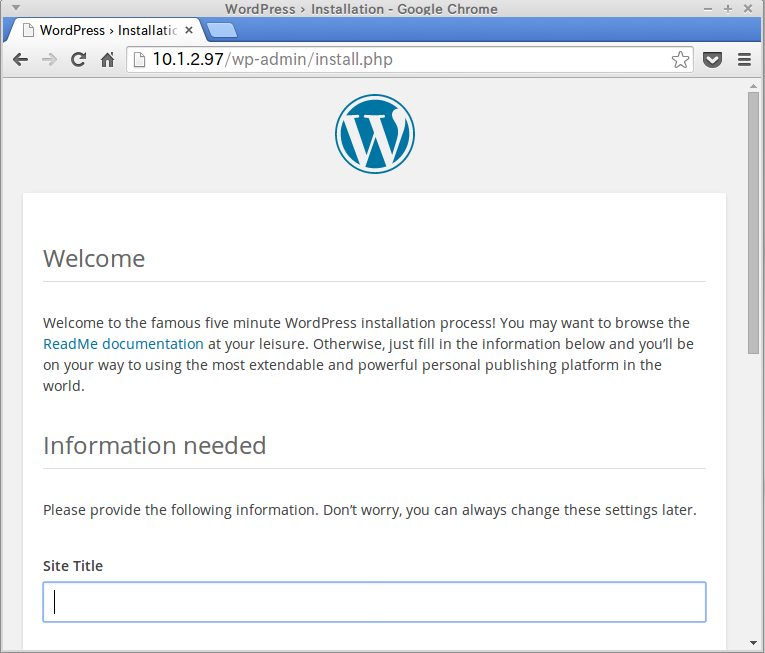 WordPress › Installation - Google Chrome
WordPress › Installatio
10.1.2.97/wp-admin/install.php
W
Welcome
Welcome to the famous five minute WordPress installation process! You may want to browse the
ReadMe documentation at your leisure. Otherwise, just fill in the information below and you’ll be
on your way to using the most extendable and powerful personal publishing platform in the
world.
Information needed
Please provide the following information. Don’t worry, you can always change these settings later.
Site Title